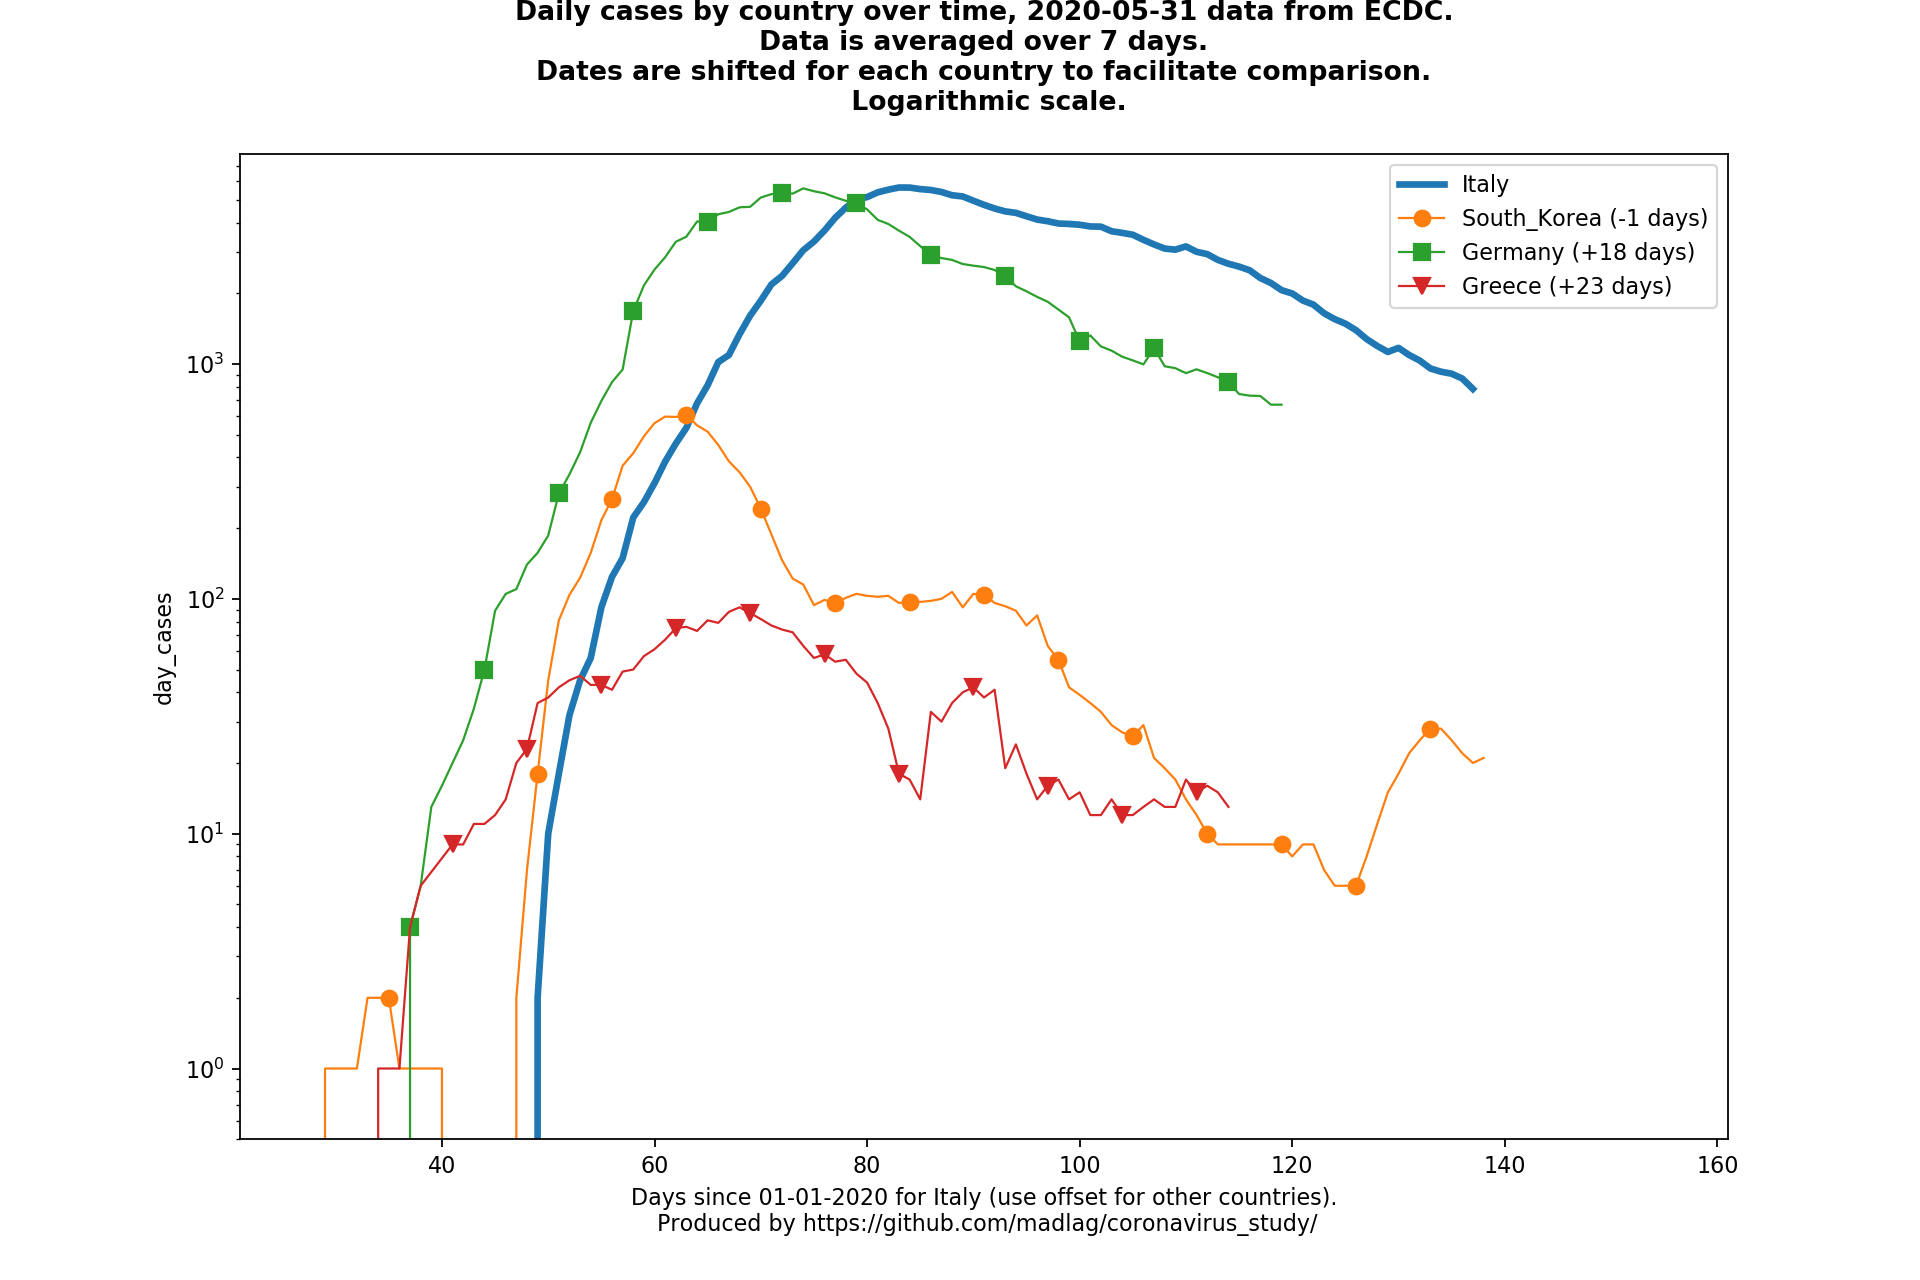 Daily cases by country over time, 2020-05-31 data from ECDC.
Data is averaged over 7 days.
Dates are shifted for each country to facilitate comparison.
Logarithmic scale.
Italy
South_Korea (-1 days)
Germany (+18 days)
Greece (+23 days)
day_cases
10³
10²
10¹
10⁰
40 60 80 100 120 140 160
Days since 01-01-2020 for Italy (use offset for other countries).
Produced by https://github.com/madlag/coronavirus_study/